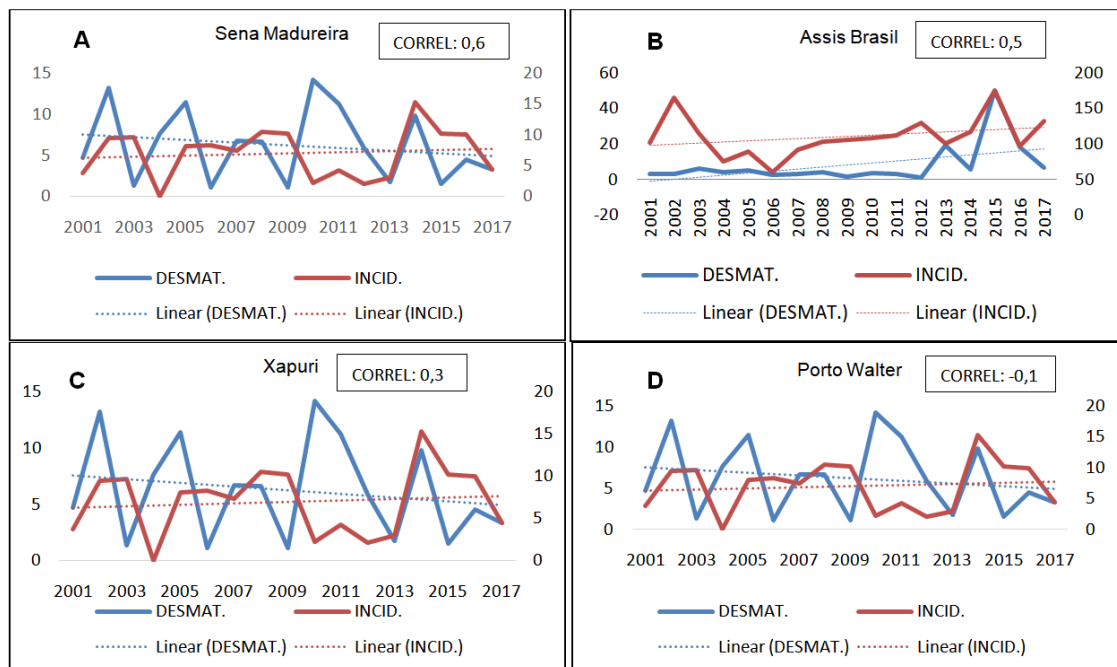 A
Sena Madureira
CORREL: 0,6
15
20
10
15
10
5
5
0
0
2001 2003 2005 2007 2009 2011 2013 2015 2017
DESMAT. INCID.
Linear (DESMAT.) Linear (INCID.)
B
Assis Brasil
CORREL: 0,5
60
200
40
150
20
100
0
50
-20
0
2001 2002 2003 2004 2005 2006 2007 2008 2009 2010 2011 2012 2013 2014 2015 2016 2017
DESMAT. INCID.
Linear (DESMAT.) Linear (INCID.)
C
Xapuri
CORREL: 0,3
15
20
10
15
10
5
5
0
0
2001 2003 2005 2007 2009 2011 2013 2015 2017
DESMAT. INCID.
Linear (DESMAT.) Linear (INCID.)
D
Porto Walter
CORREL: -0,1
15
20
10
15
10
5
5
0
0
2001 2003 2005 2007 2009 2011 2013 2015 2017
DESMAT. INCID.
Linear (DESMAT.) Linear (INCID.)